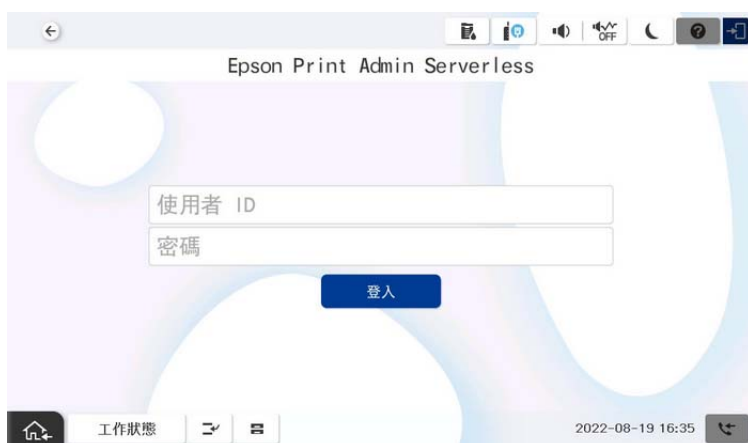 OFF
Epson Print Admin Serverless
使用者 ID
密碼
登入
工作狀態
2022-08-19 16:35